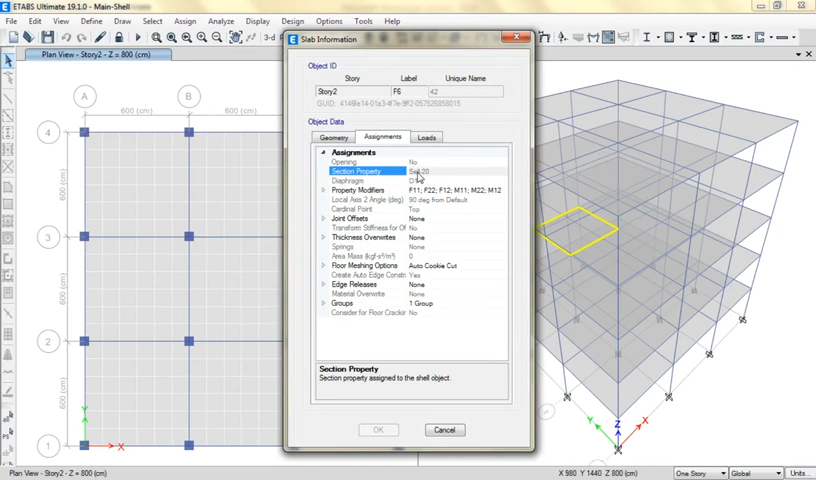 ETABS Ultimate 19.1.0 - Main-Shell
File Edit View Define Draw Select Assign Analyze Display Design Options Tools Help
Plan View - Story2 - Z = 800 (cm)
Slab Information
Object ID
Story Label Unique Name
Story2 F6 42
Object Data
Geometry Assignments Loads
Assignments
Opening No
Section Property
Diaphragm
Property Modifiers F11; F22; F12; M11; M22; M12
Local Axis 2 Angle (deg) 90 deg from Default
Cardinal Point Top
Joint Offsets None
Transform Stiffness for Of No
Thickness Overwrites None
Springs None
Area Mass (kgf-s²/m³) 0
Floor Meshing Options Auto Cookie Cut
Create Auto Edge Constr Yes
Edge Releases None
Material Overwrite None
Groups 1 Group
Consider for Floor Crackin No
Section Property
Section property assigned to the shell object.
OK Cancel
A B
600 (cm) 600 (cm)
4
600 (cm)
3
600 (cm)
2
600 (cm)
1
Y
X
Z
Y X
Plan View - Story2 - Z = 800 (cm)
X 980 Y 1440 Z 800 (cm)
One Story Global Units...